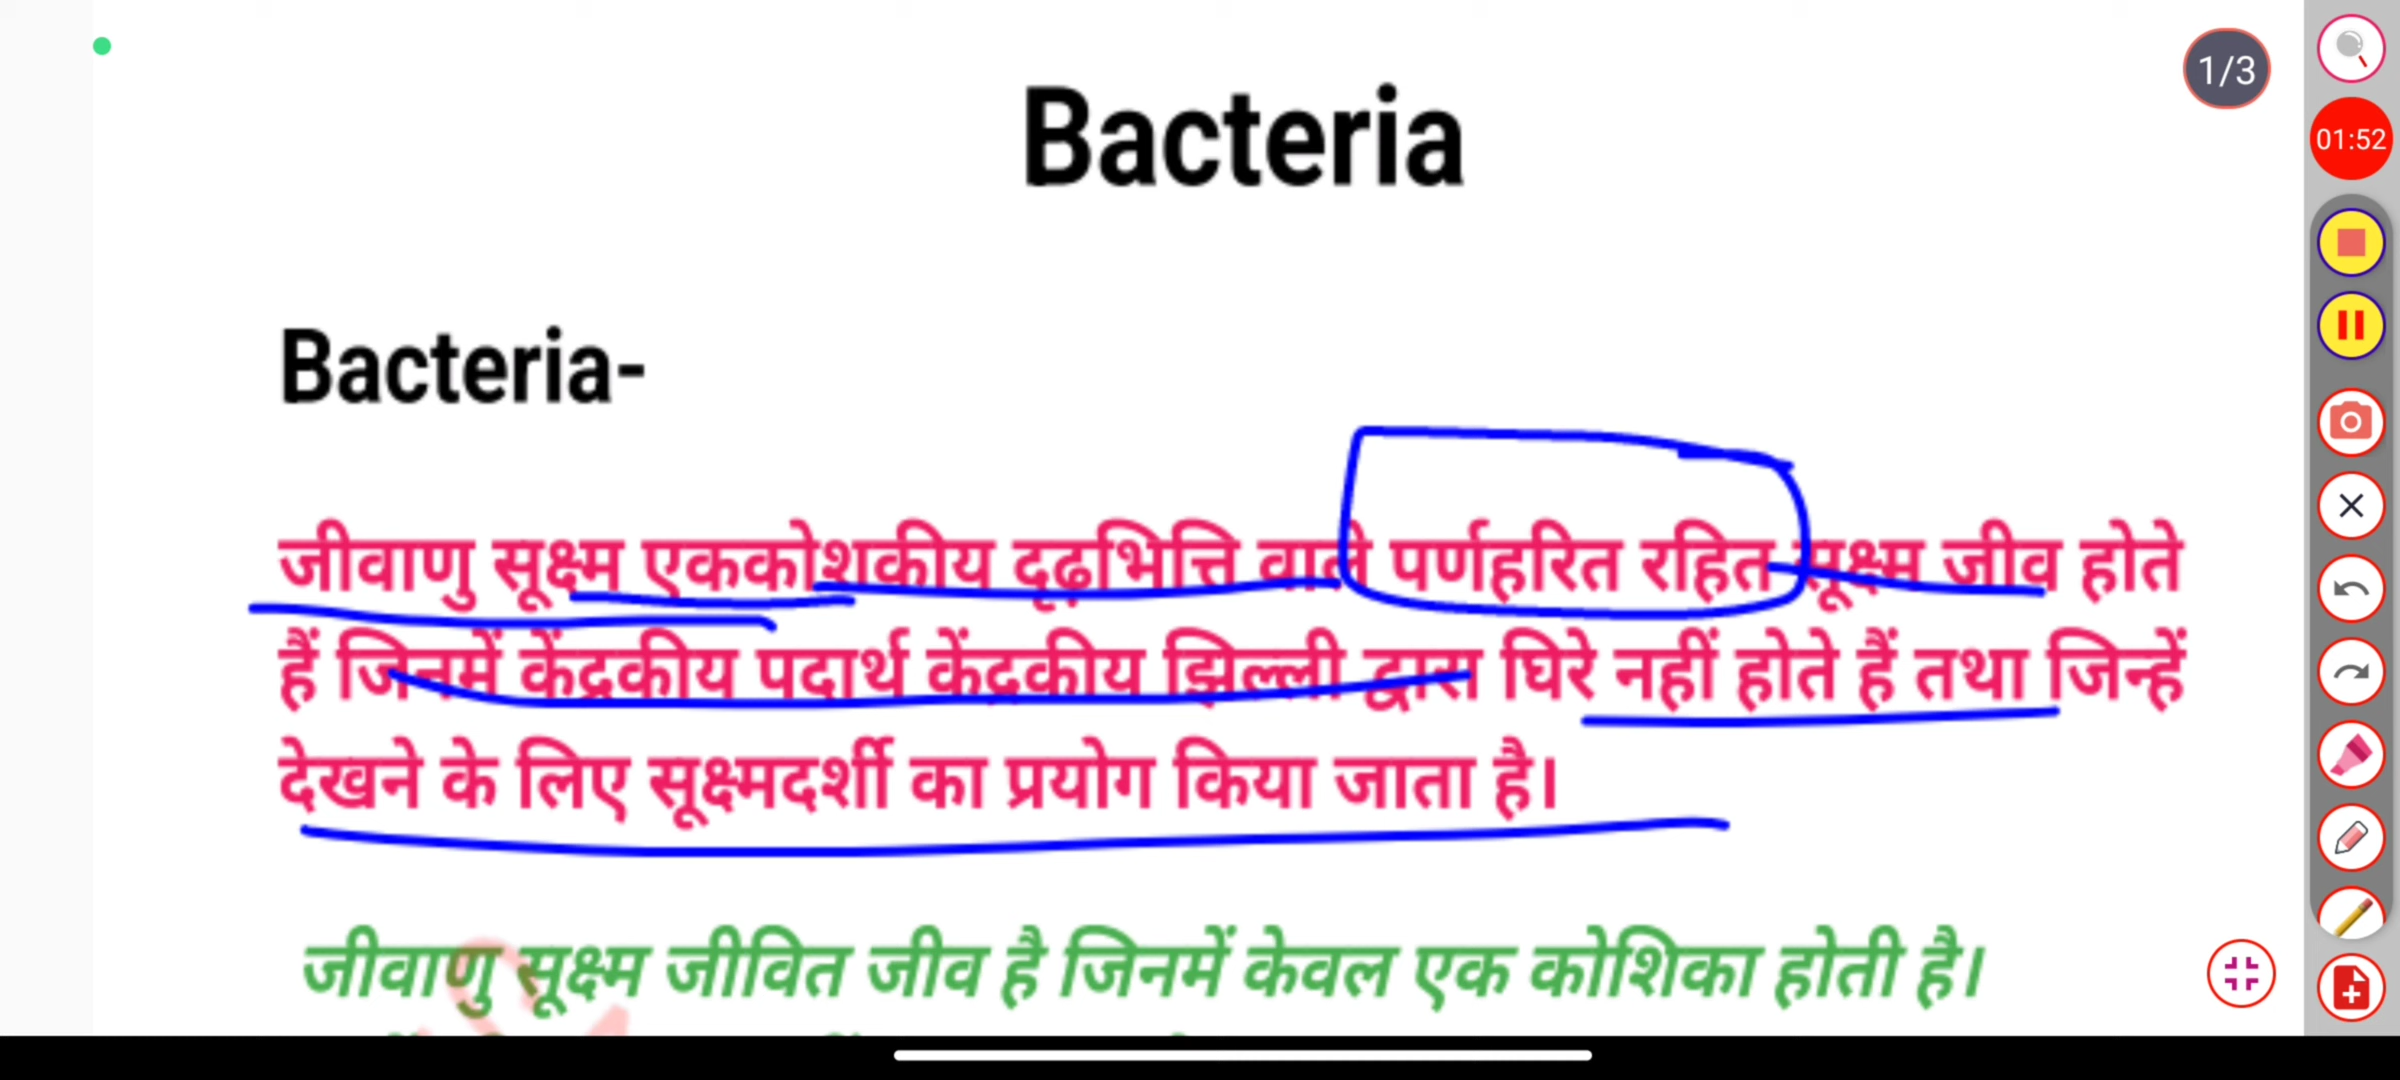 1/3
01:52
Bacteria
Bacteria-
जीवाणु सूक्ष्म एककोशकीय दृढ़भित्ति वाले पर्णहरित रहित सूक्ष्म जीव होते
हैं जिनमें केंद्रकीय पदार्थ केंद्रकीय झिल्ली द्वारा घिरे नहीं होते हैं तथा जिन्हें
देखने के लिए सूक्ष्मदर्शी का प्रयोग किया जाता है।
जीवाणु सूक्ष्म जीवित जीव है जिनमें केवल एक कोशिका होती है।